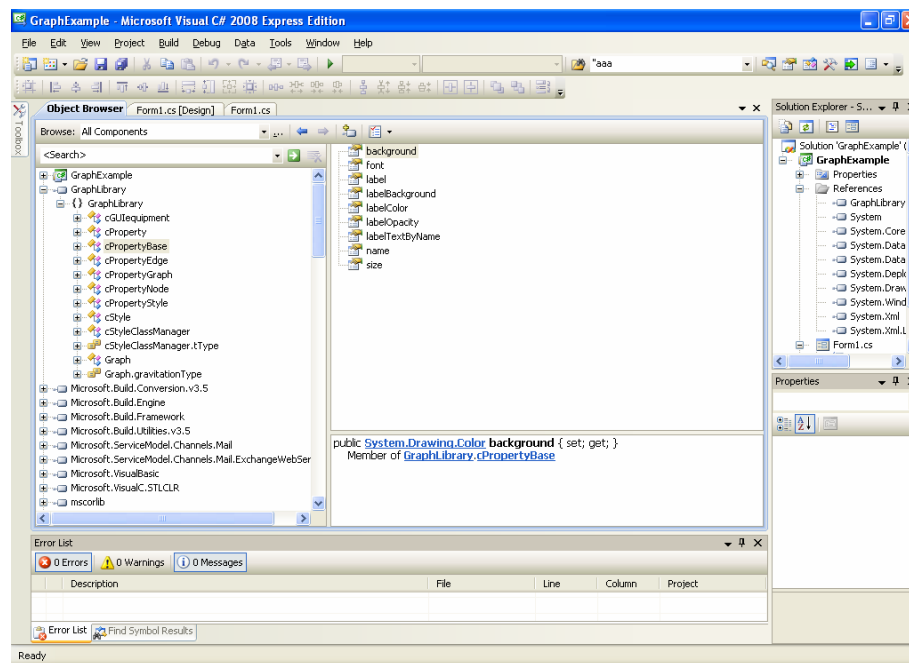 GraphExample - Microsoft Visual C# 2008 Express Edition
File Edit View Project Build Debug Data Tools Window Help
"aaa
Toolbox
Object Browser Form1.cs [Design] Form1.cs
Browse: All Components ...
<Search>
GraphExample
GraphLibrary
{} GraphLibrary
cGUIequipment
cProperty
cPropertyBase
cPropertyEdge
cPropertyGraph
cPropertyNode
cPropertyStyle
cStyle
cStyleClassManager
cStyleClassManager.tType
Graph
Graph.gravitationType
Microsoft.Build.Conversion.v3.5
Microsoft.Build.Engine
Microsoft.Build.Framework
Microsoft.Build.Utilities.v3.5
Microsoft.ServiceModel.Channels.Mail
Microsoft.ServiceModel.Channels.Mail.ExchangeWebSer
Microsoft.VisualBasic
Microsoft.VisualC.STLCLR
mscorlib
background
font
label
labelBackground
labelColor
labelOpacity
labelTextByName
name
size
public System.Drawing.Color background { set; get; }
Member of GraphLibrary.cPropertyBase
Solution Explorer - S...
Solution 'GraphExample' (
GraphExample
Properties
References
GraphLibrary
System
System.Core
System.Data
System.Data
System.Depl
System.Draw
System.Wind
System.Xml
System.Xml.L
Form1.cs
Properties
Error List
0 Errors 0 Warnings 0 Messages
Description File Line Column Project
Error List Find Symbol Results
Ready